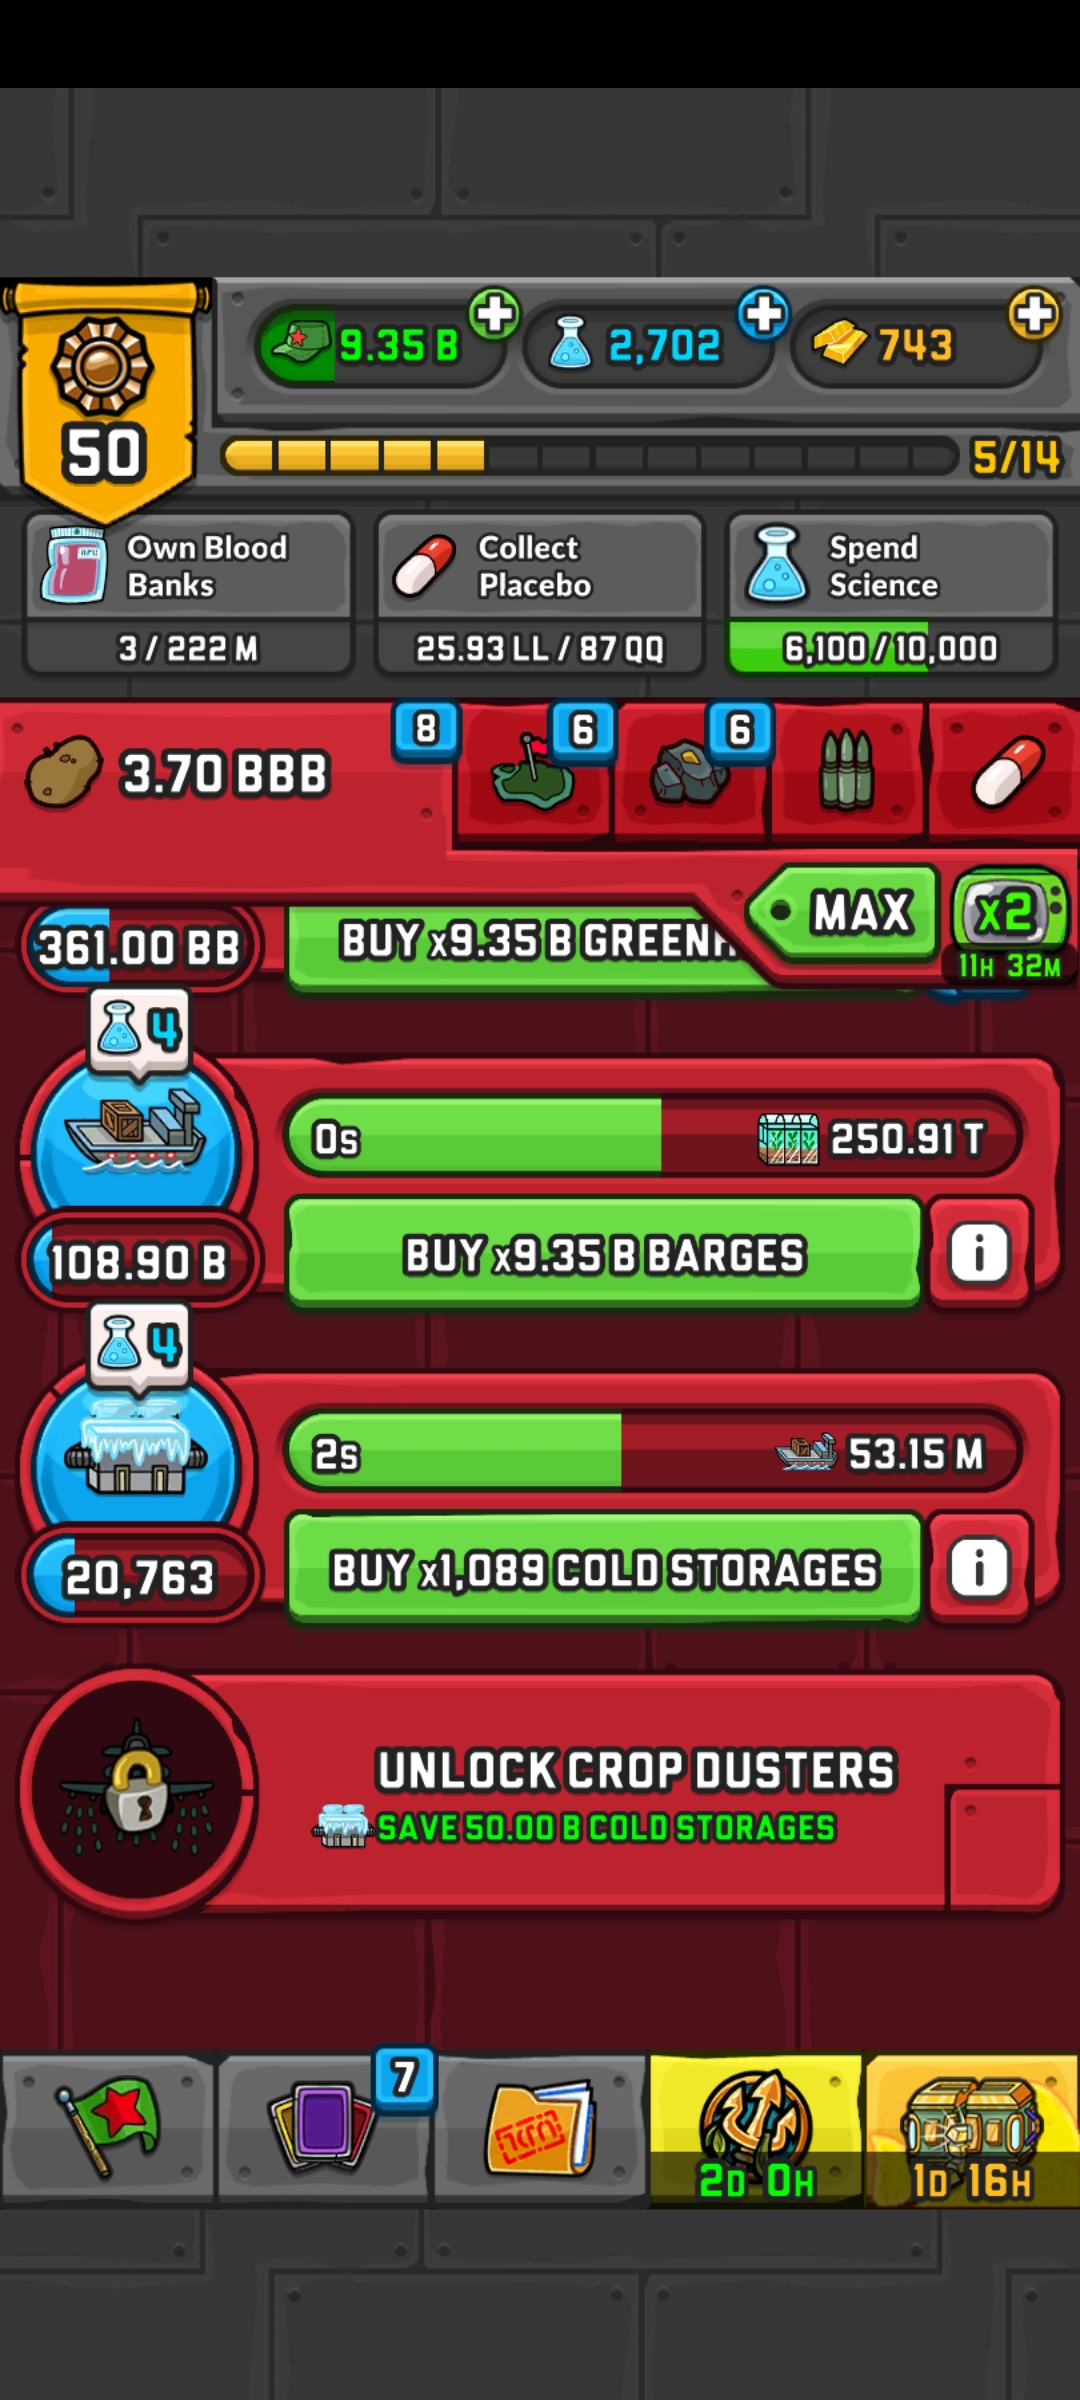 50
9.35 B
2,702
743
5/14
Own Blood
Banks
3 / 222 M
Collect
Placebo
25.93 LL / 87 QQ
Spend
Science
6,100/10,000
3.70 BBB
8
6
6
MAX
x2
11H 32M
361.00 BB
BUY x9.35 B
4
0s
250.91 T
108.90 B
BUY x9.35 B BARGES
i
4
2s
53.15 M
20,763
BUY x1,089 COLD STORAGES
i
UNLOCK CROP DUSTERS
SAVE 50.00 B COLD STORAGES
7
2D 0H
1D 16H